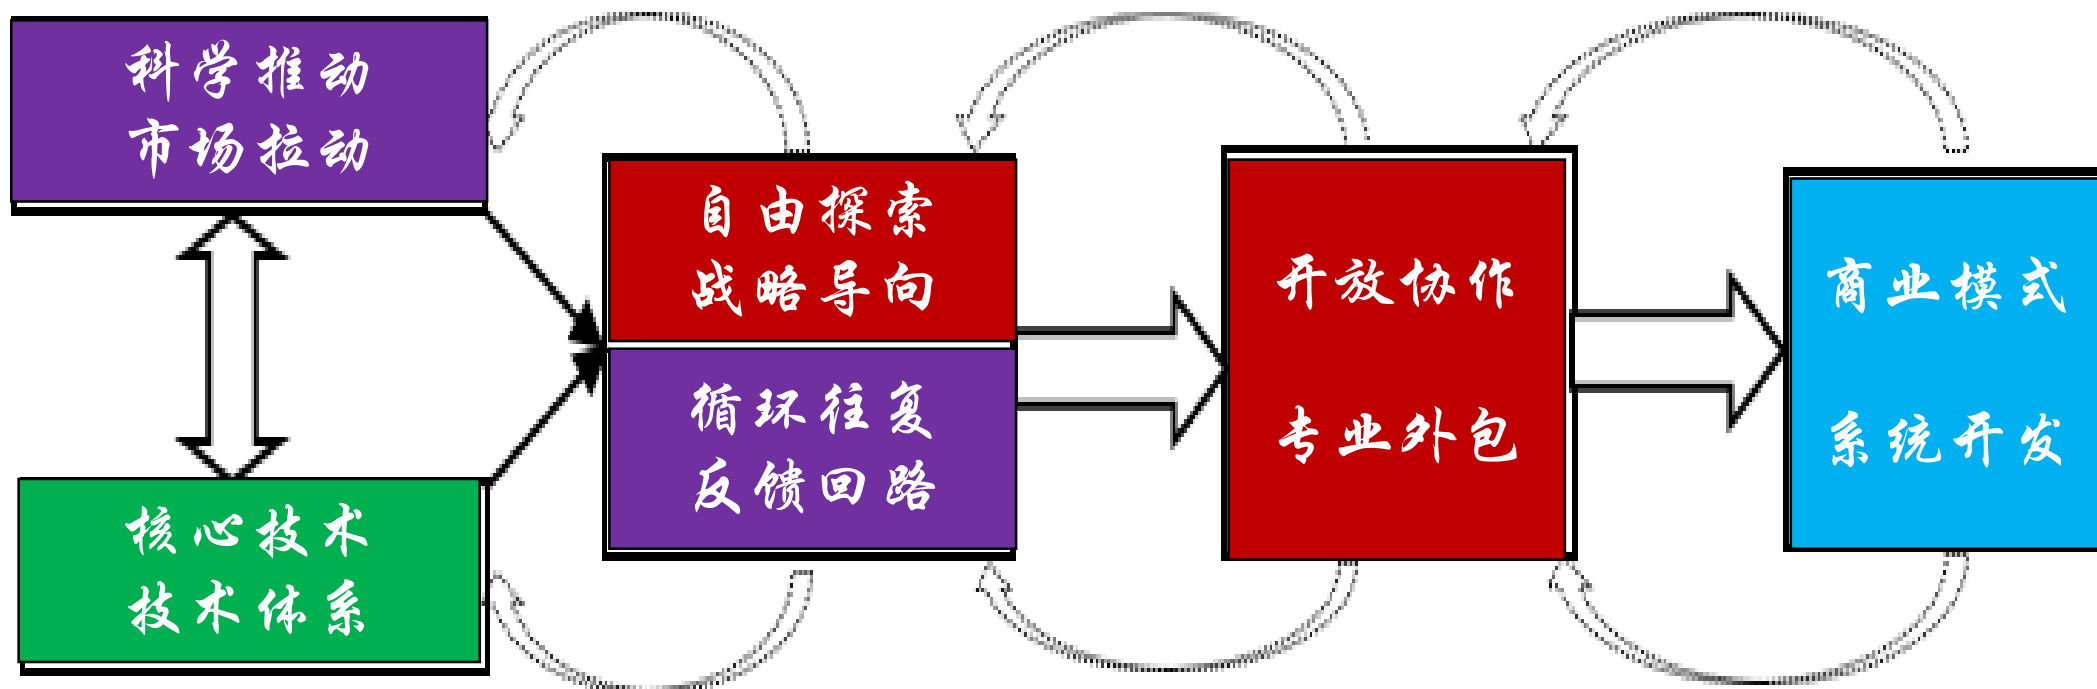 科学推动
市场拉动
核心技术
技术体系
自由探索
战略导向
循环往复
反馈回路
开放协作
专业外包
商业模式
系统开发